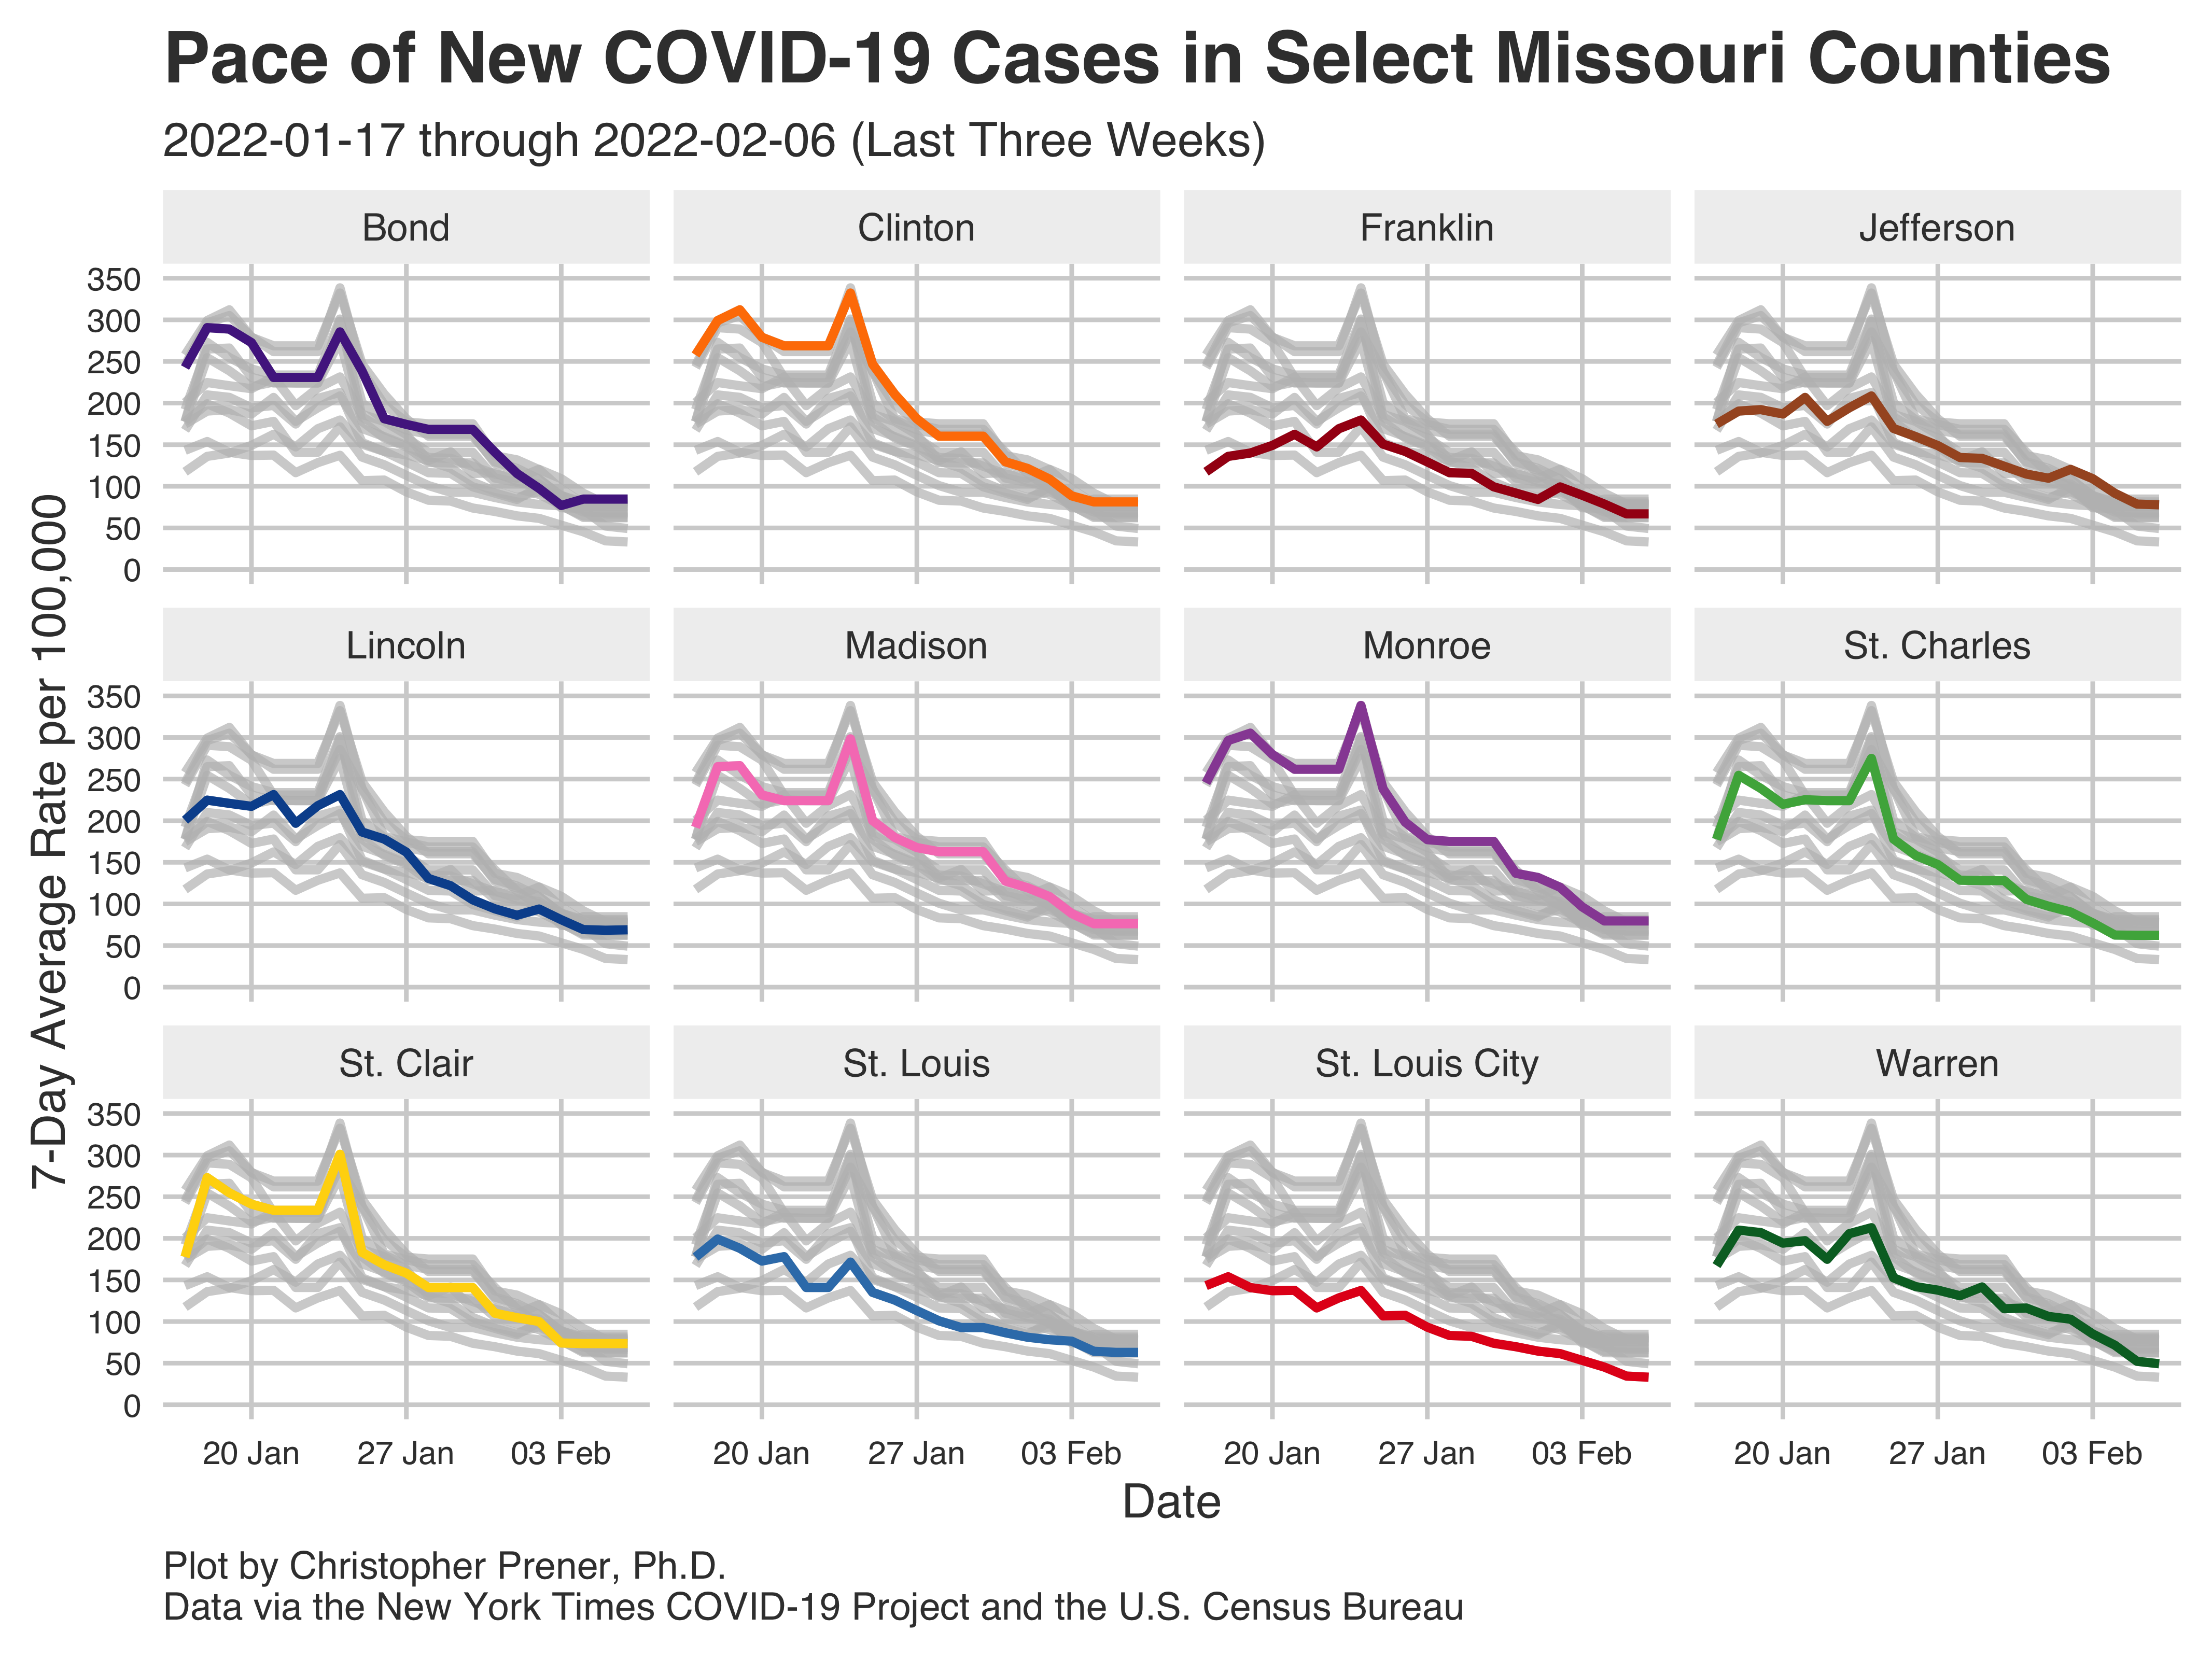 Pace of New COVID-19 Cases in Select Missouri Counties
2022-01-17 through 2022-02-06 (Last Three Weeks)
7-Day Average Rate per 100,000
Bond
Clinton
Franklin
Jefferson
350
300
250
200
150
100
50
0
Lincoln
Madison
Monroe
St. Charles
350
300
250
200
150
100
50
0
St. Clair
St. Louis
St. Louis City
Warren
350
300
250
200
150
100
50
0
20 Jan 27 Jan 03 Feb
20 Jan 27 Jan 03 Feb
20 Jan 27 Jan 03 Feb
20 Jan 27 Jan 03 Feb
Date
Plot by Christopher Prener, Ph.D.
Data via the New York Times COVID-19 Project and the U.S. Census Bureau